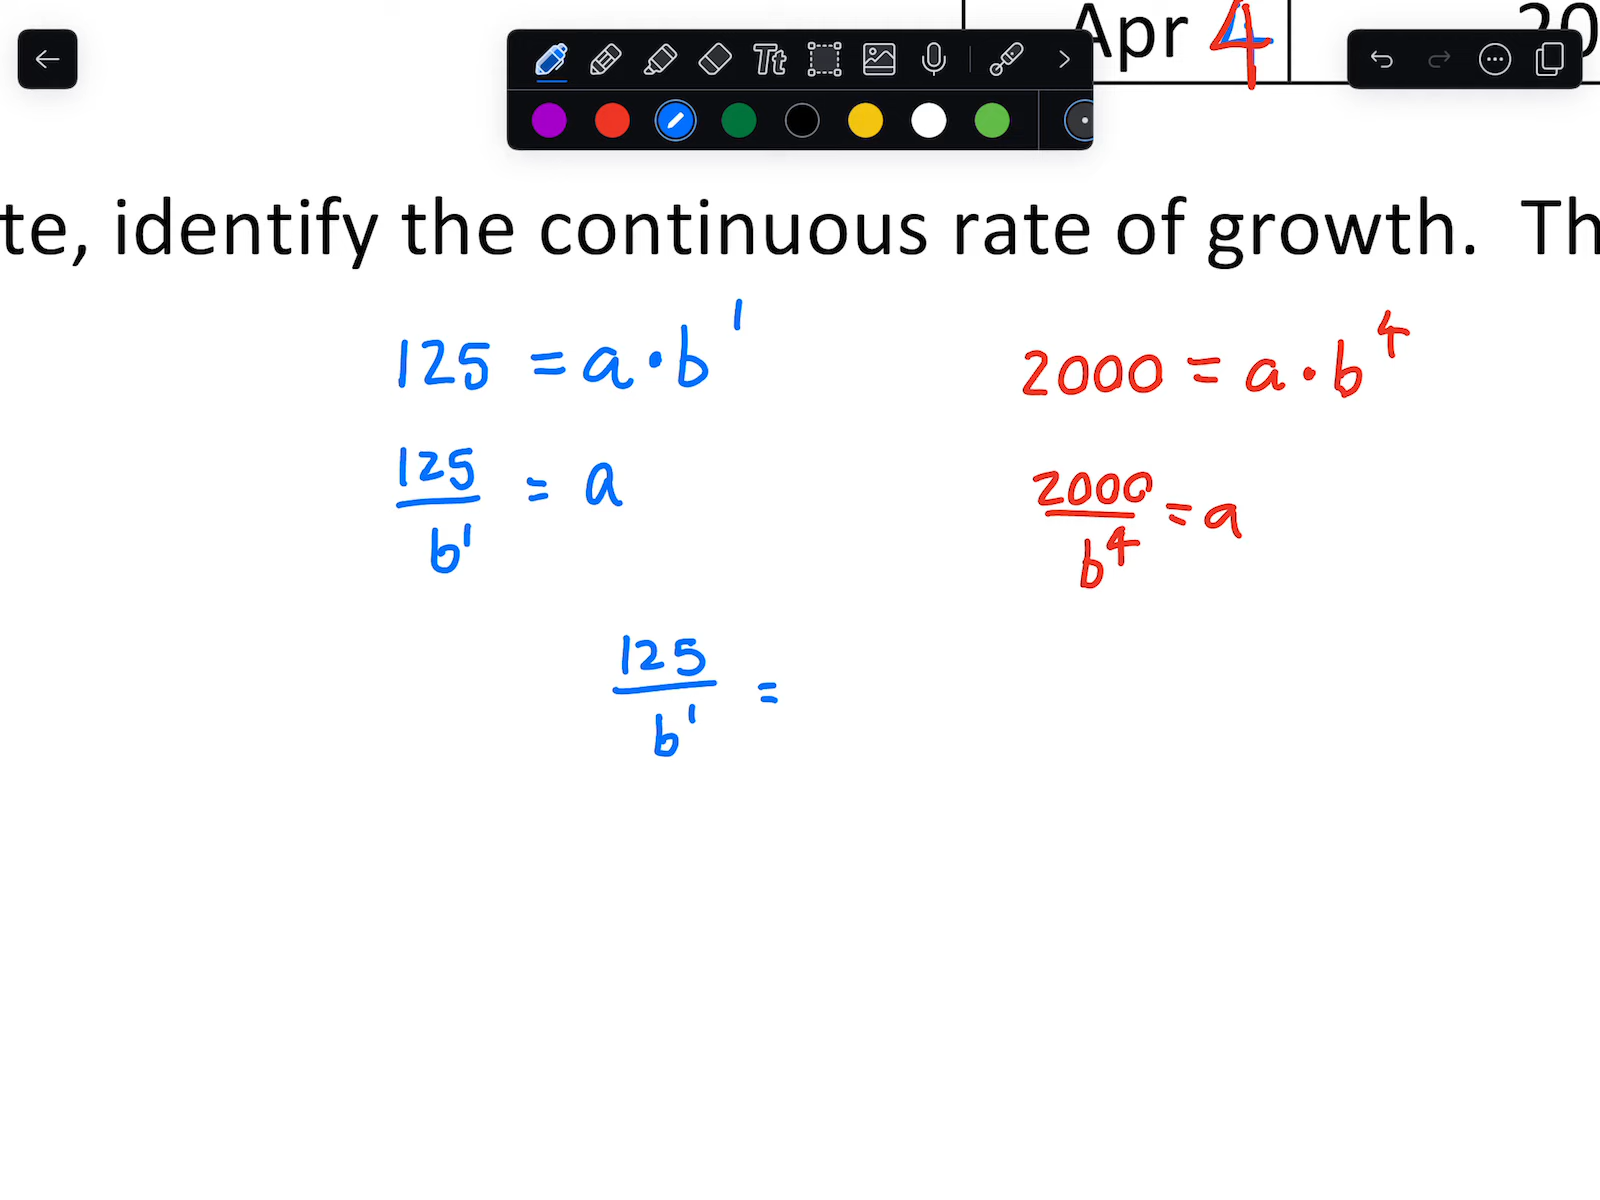 Apr 4 20
Tt
te, identify the continuous rate of growth. Th
125 = a · b¹
2000 = a · b⁴
125/b¹ = a
2000/b⁴ = a
125/b¹ =